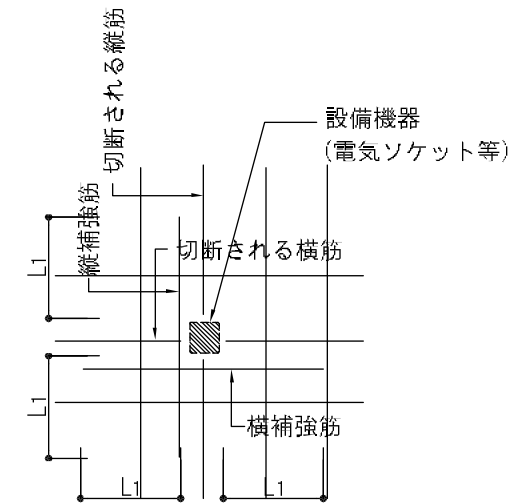 切断される縦筋
設備機器
(電気ソケット等)
縦補強筋
切断される横筋
L1
L1
横補強筋
L1
L1